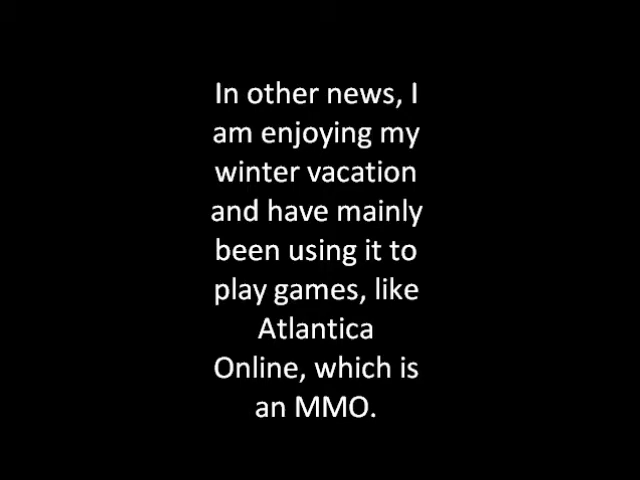 In other news, I
am enjoying my
winter vacation
and have mainly
been using it to
play games, like
Atlantica
Online, which is
an MMO.